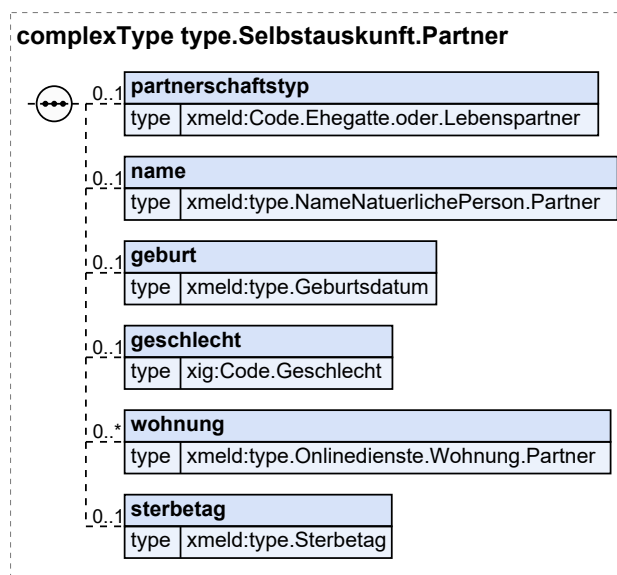 complexType type.Selbstauskunft.Partner
0..1 partnerschaftstyp
type xmeld:Code.Ehegatte.oder.Lebenspartner
0..1 name
type xmeld:type.NameNatuerlichePerson.Partner
0..1 geburt
type xmeld:type.Geburtsdatum
0..1 geschlecht
type xig:Code.Geschlecht
0..* wohnung
type xmeld:type.Onlinedienste.Wohnung.Partner
0..1 sterbetag
type xmeld:type.Sterbetag